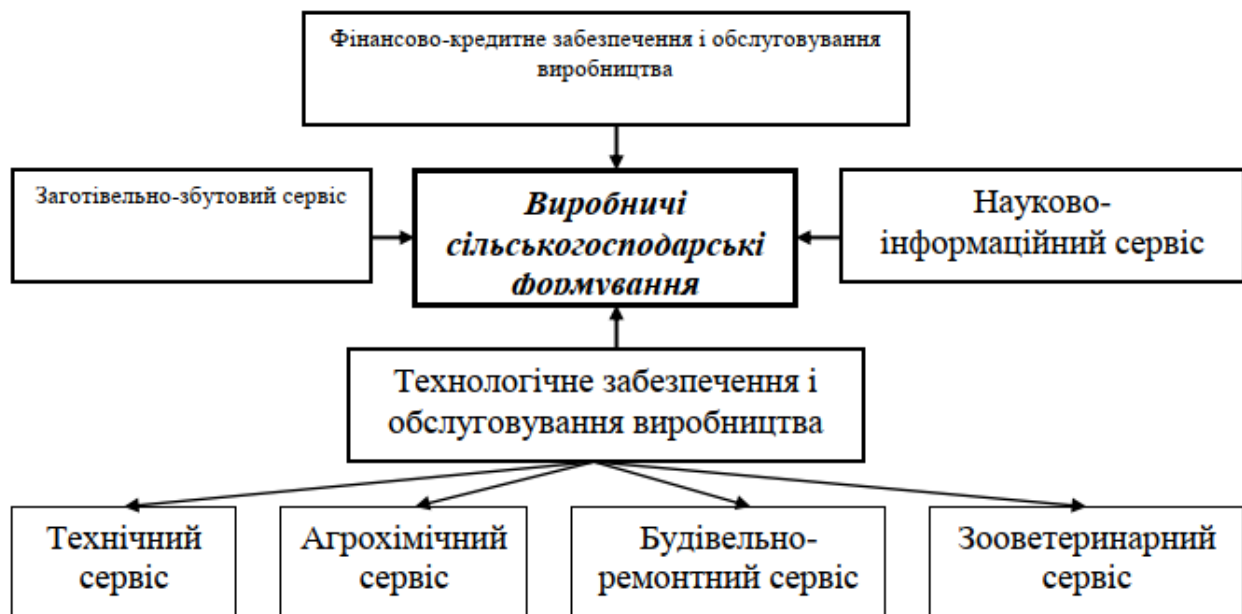 Фінансово-кредитне забезпечення і обслуговування
виробництва
Заготівельно-збутовий сервіс
Виробничі
сільськогосподарські
формування
Науково-
інформаційний сервіс
Технологічне забезпечення і
обслуговування виробництва
Технічний
сервіс
Агрохімічний
сервіс
Будівельно-
ремонтний сервіс
Зооветеринарний
сервіс